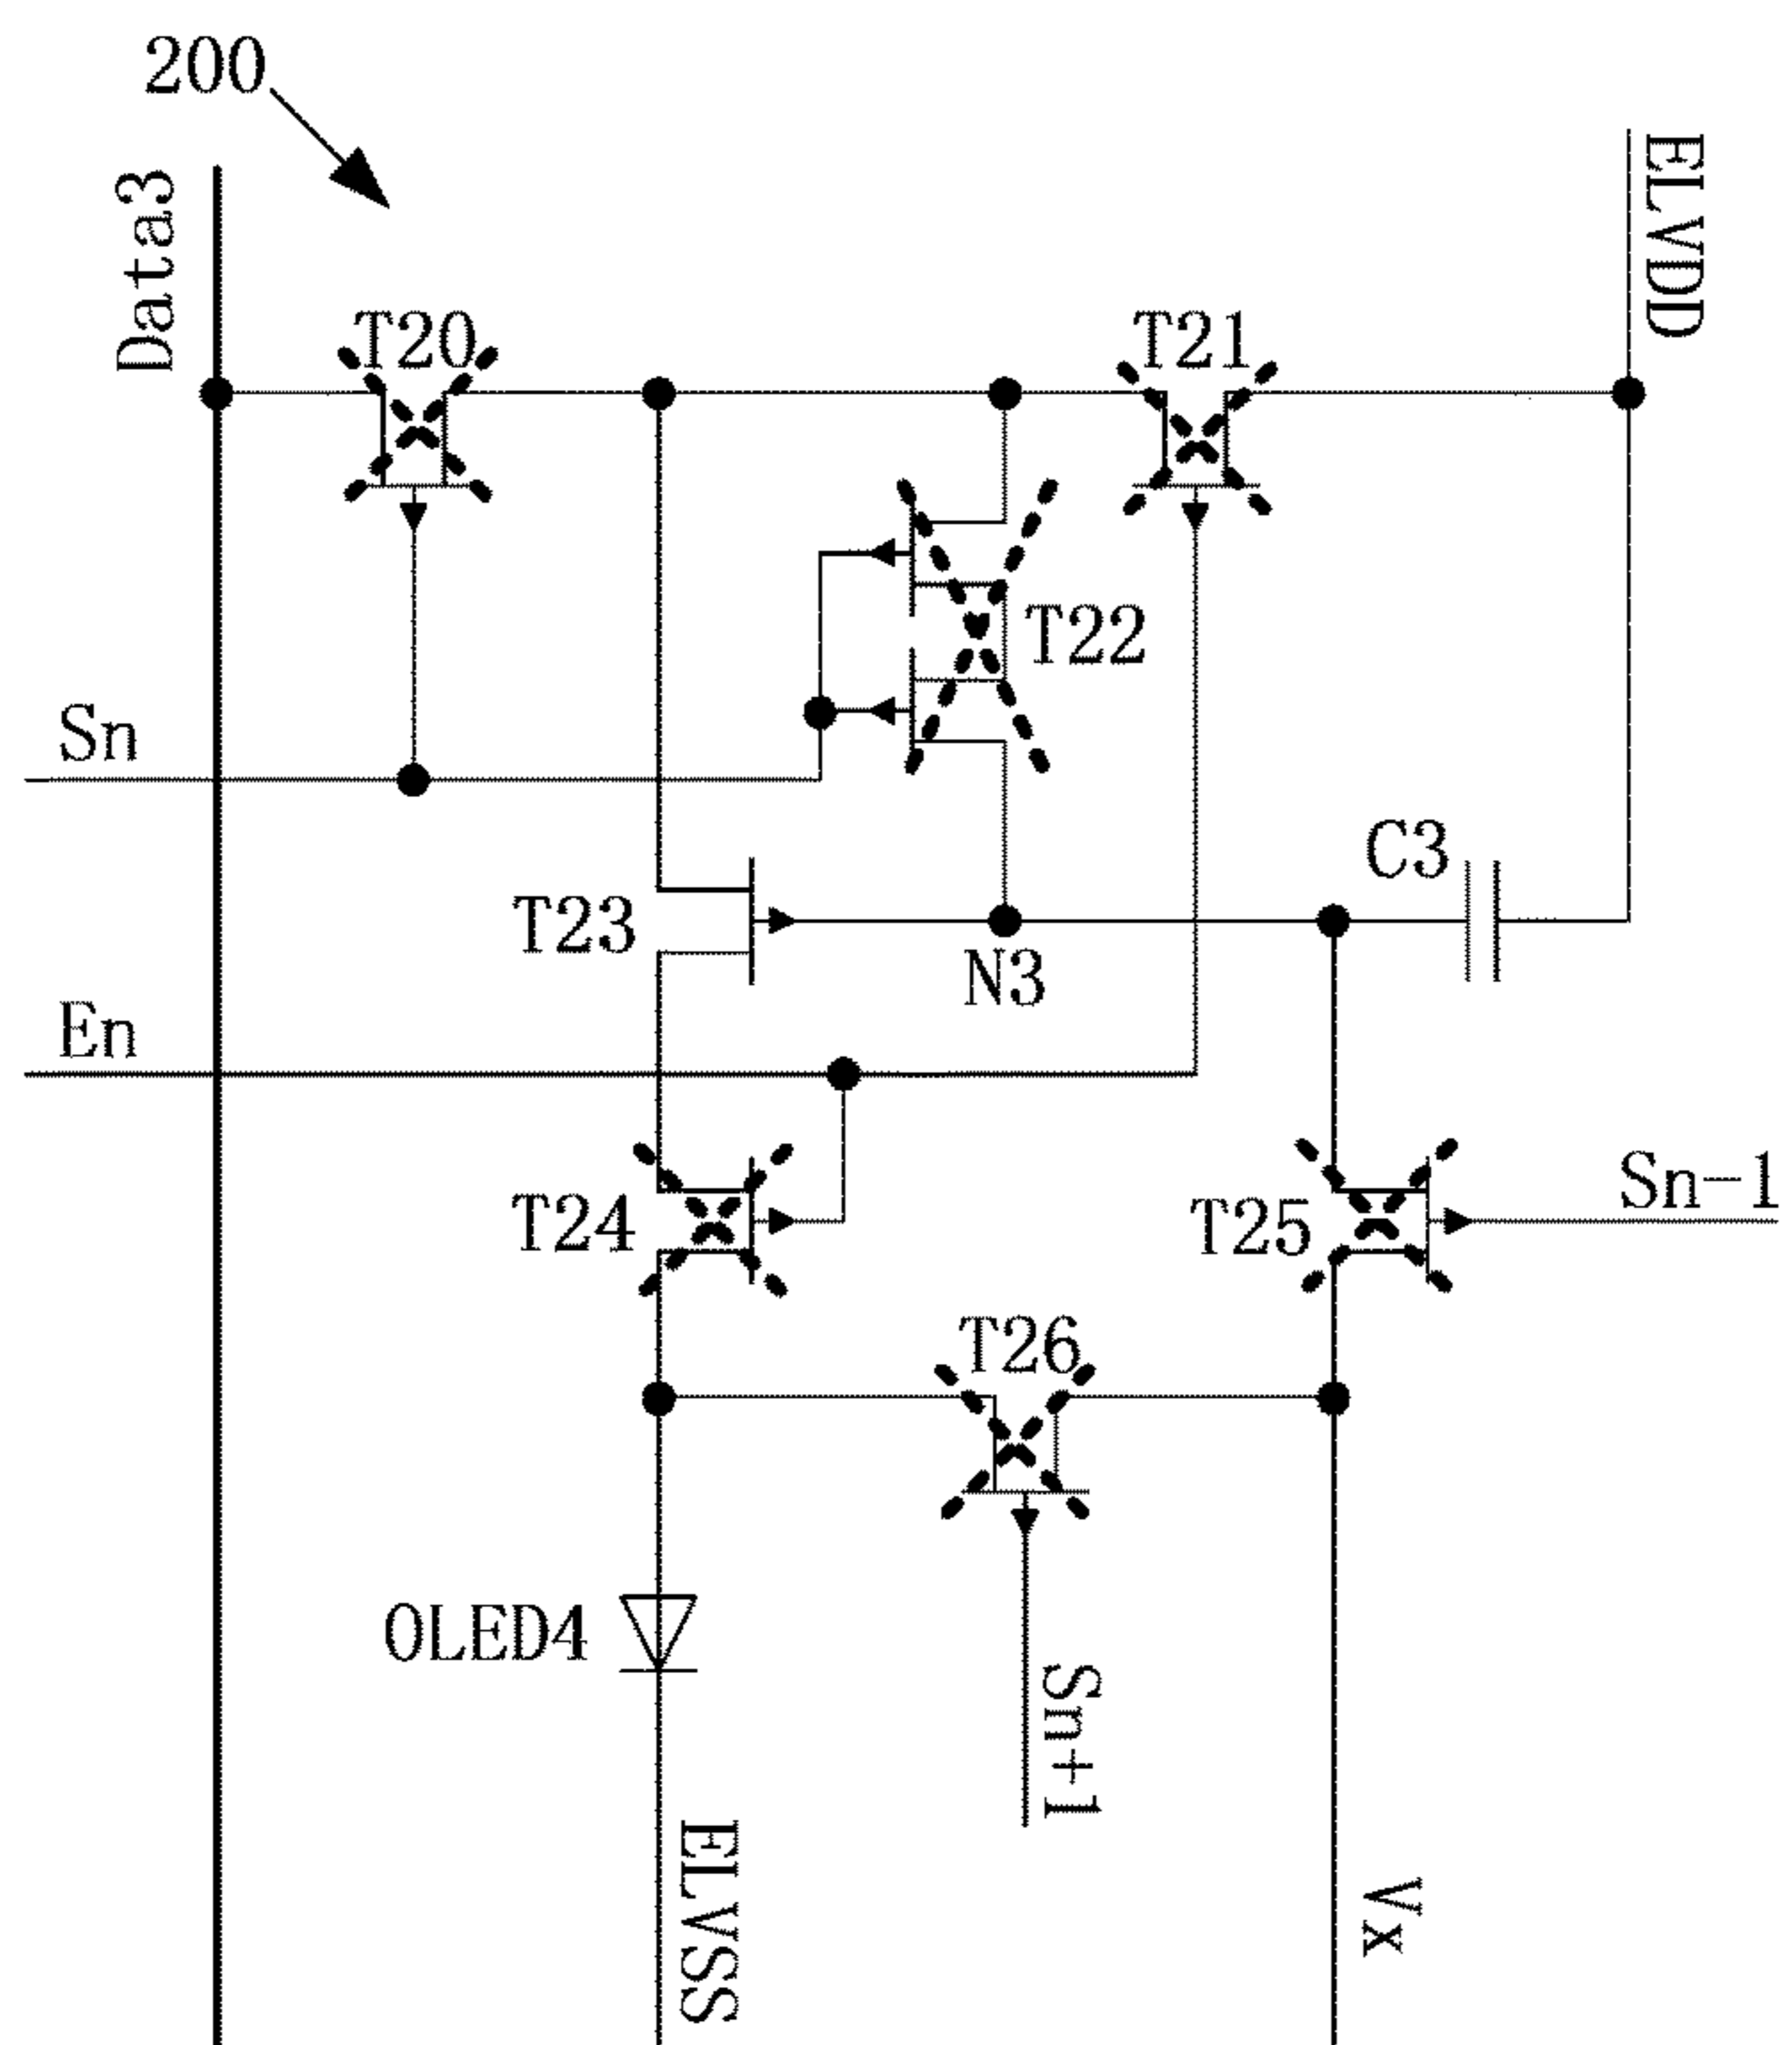 200
Data3
ELVDD
T20
T21
T22
Sn
C3
T23
N3
En
T24
T25
Sn-1
T26
OLED4
Sn+1
ELVSS
Vx